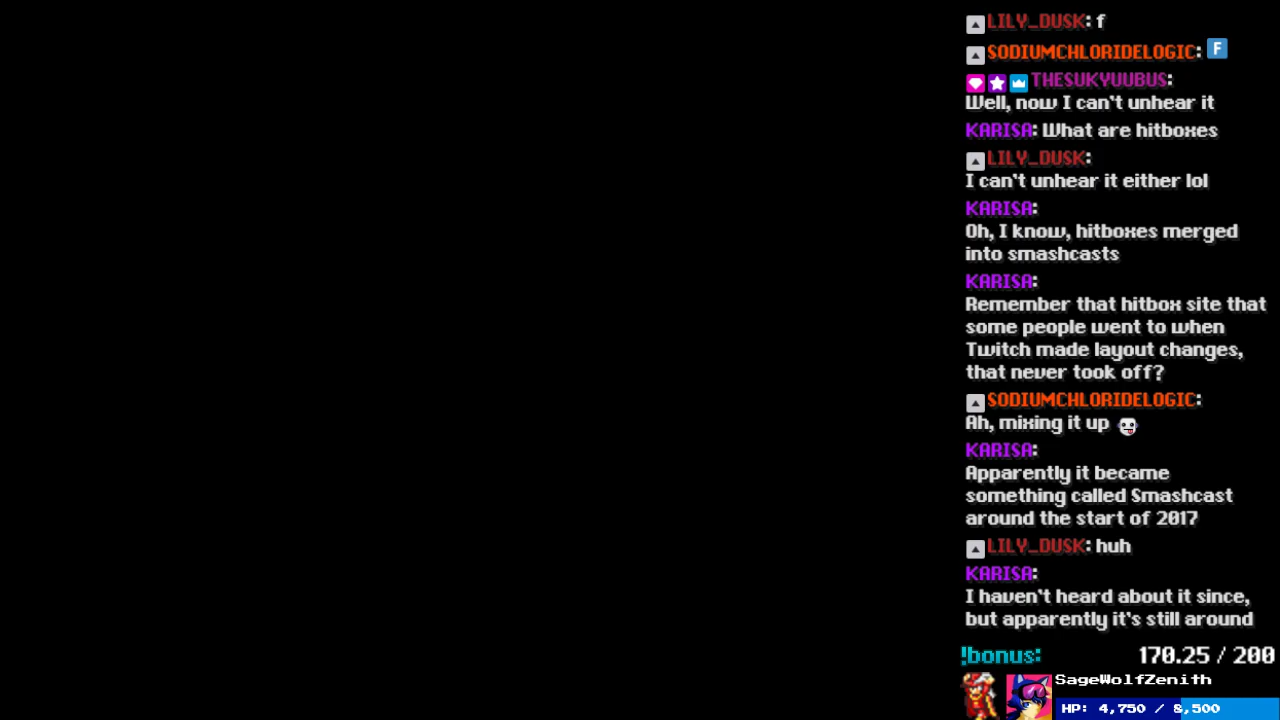 LILY_DUSK: f
SODIUMCHLORIDELOGIC: F
THESUKYUUBUS:
Well, now I can't unhear it
KARISA: What are hitboxes
LILY_DUSK:
I can't unhear it either lol
KARISA:
Oh, I know, hitboxes merged
into smashcasts
KARISA:
Remember that hitbox site that
some people went to when
Twitch made layout changes,
that never took off?
SODIUMCHLORIDELOGIC:
Ah, mixing it up
KARISA:
Apparently it became
something called Smashcast
around the start of 2017
LILY_DUSK: huh
KARISA:
I haven't heard about it since,
but apparently it's still around
!bonus: 170.25 / 200
SageWolfZenith
HP: 4,750 / 8,500